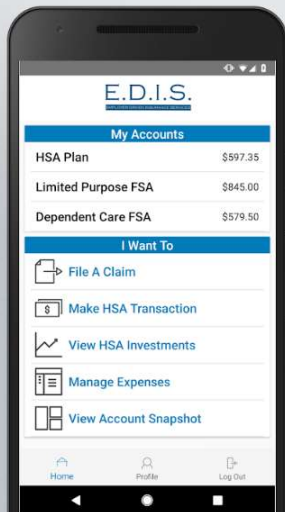 E.D.I.S.
My Accounts
HSA Plan $597.35
Limited Purpose FSA $845.00
Dependent Care FSA $579.50
I Want To
File A Claim
$ Make HSA Transaction
View HSA Investments
Manage Expenses
View Account Snapshot
Home Profile Log Out